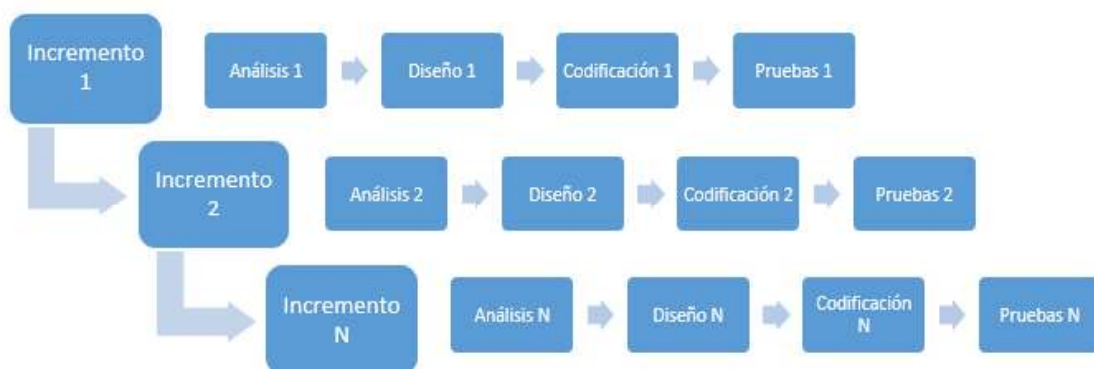 Incremento
1
Análisis 1
Diseño 1
Codificación 1
Pruebas 1
Incremento
2
Análisis 2
Diseño 2
Codificación 2
Pruebas 2
Incremento
N
Análisis N
Diseño N
Codificación
N
Pruebas N